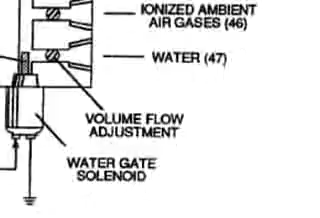 IONIZED AMBIENT
AIR GASES (46)
WATER (47)
VOLUME FLOW
ADJUSTMENT
WATER GATE
SOLENOID